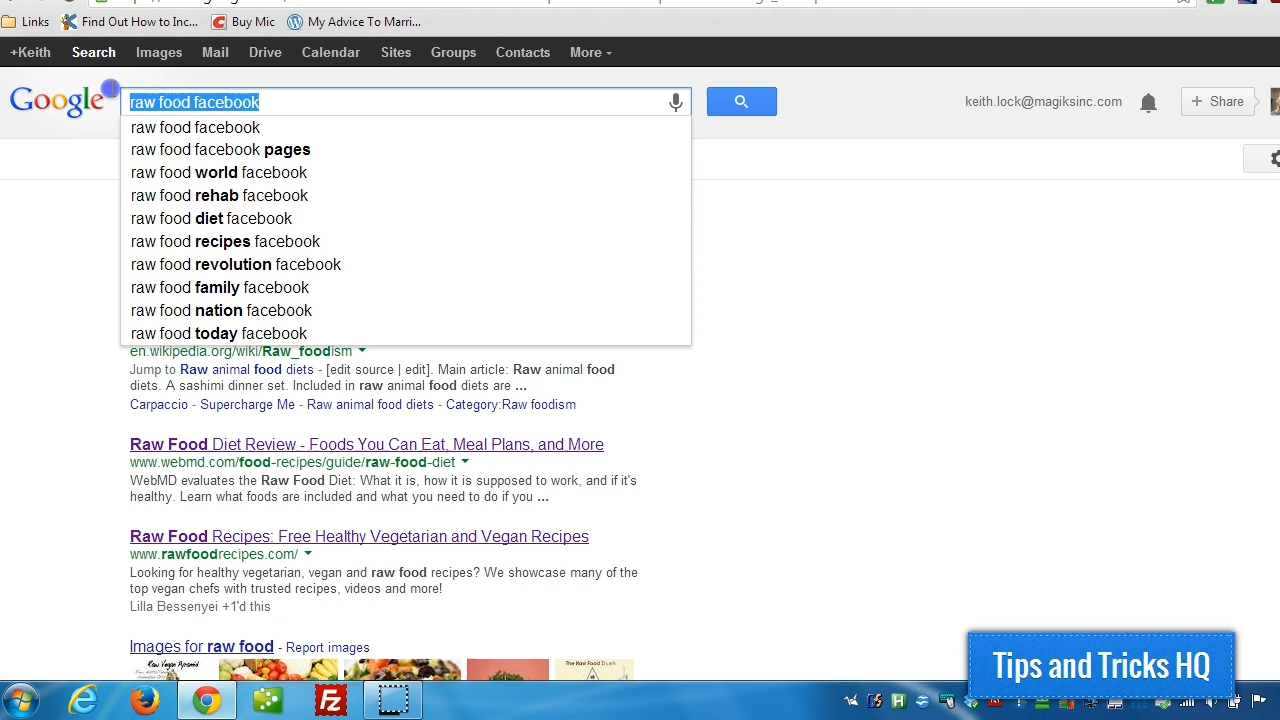 Links Find Out How to Inc... Buy Mic My Advice To Marri...
+Keith Search Images Mail Drive Calendar Sites Groups Contacts More
Google raw food facebook keith.lock@magiksinc.com + Share
raw food facebook
raw food facebook pages
raw food world facebook
raw food rehab facebook
raw food diet facebook
raw food recipes facebook
raw food revolution facebook
raw food family facebook
raw food nation facebook
raw food today facebook
en.wikipedia.org/wiki/Raw_foodism
Jump to Raw animal food diets - [edit source | edit]. Main article: Raw animal food
diets. A sashimi dinner set. Included in raw animal food diets are ...
Carpaccio - Supercharge Me - Raw animal food diets - Category:Raw foodism
Raw Food Diet Review - Foods You Can Eat, Meal Plans, and More
www.webmd.com/food-recipes/guide/raw-food-diet
WebMD evaluates the Raw Food Diet: What it is, how it is supposed to work, and if it's
healthy. Learn what foods are included and what you need to do if you ...
Raw Food Recipes: Free Healthy Vegetarian and Vegan Recipes
www.rawfoodrecipes.com/
Looking for healthy vegetarian, vegan and raw food recipes? We showcase many of the
top vegan chefs with trusted recipes, videos and more!
Lilla Bessenyei +1'd this
Images for raw food - Report images
Raw Vegan Pyramid
The Raw Food Diet
Tips and Tricks HQ
Fz
H